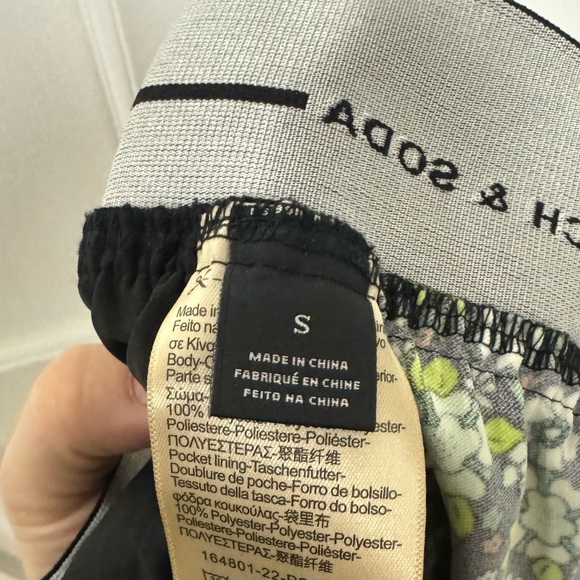 CH & SODA
S
MADE IN CHINA
FABRIQUÉ EN CHINE
FEITO NA CHINA
Made in
Feito na
σε Κίνα
Body-
Parte s
Σώμα-
100%
Poliestere-Poliestere-Poliéster-
ΠΟΛΥΕΣΤΕΡΑΣ-聚酯纤维
Pocket lining-Taschenfutter-
Doublure de poche-Forro de bolsillo-
Tessuto della tasca-Forro do bolso-
φόδρα κουκούλας-袋里布
100% Polyester-Polyester-Polyester-
Poliestere-Poliestere-Poliéster-
ΠΟΛΥΕΣΤΕΡΑΣ-聚酯纤维
164801-22-